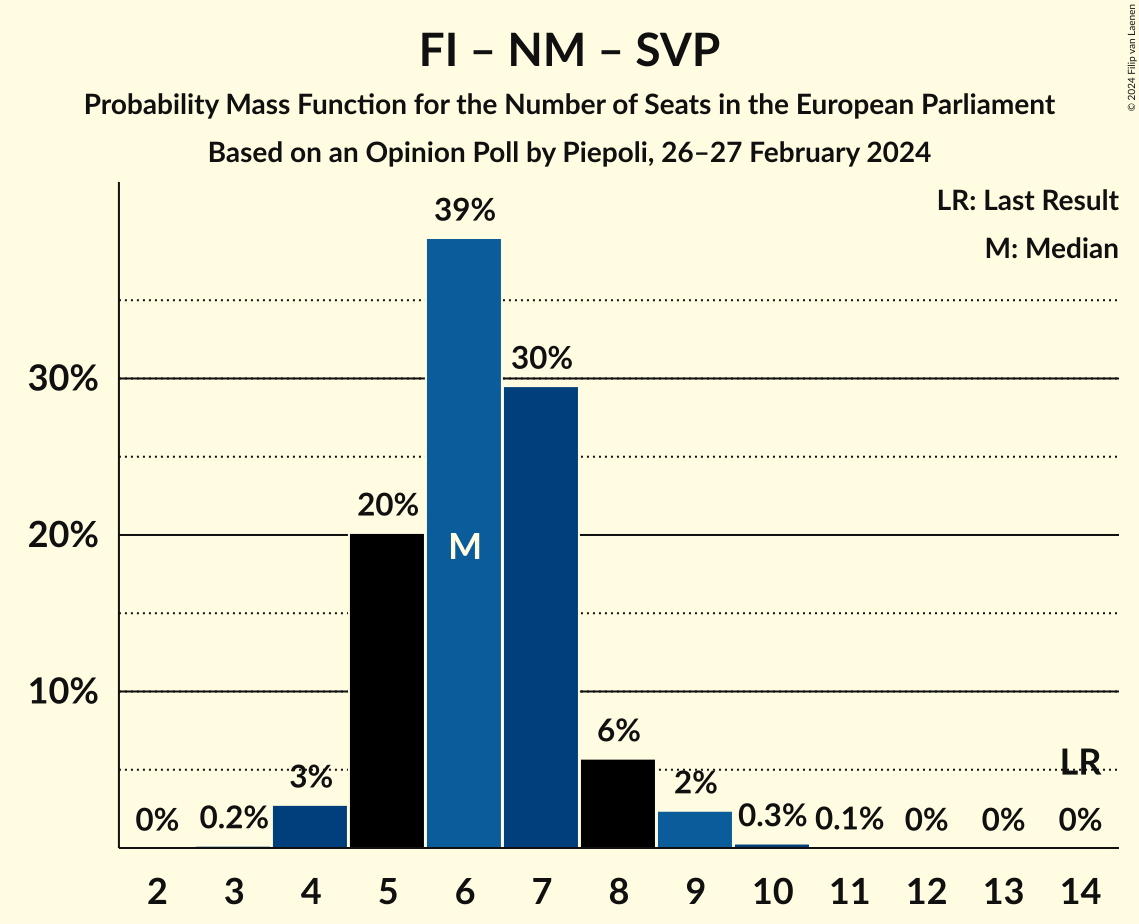 FI – NM – SVP
Probability Mass Function for the Number of Seats in the European Parliament
Based on an Opinion Poll by Piepoli, 26–27 February 2024
© 2024 Filip van Laenen
LR: Last Result
M: Median
39%
30%
30%
20%
20%
M
10%
6%
LR
3%
2%
0%
0.2%
0.3%
0.1%
0%
0%
0%
2 3 4 5 6 7 8 9 10 11 12 13 14